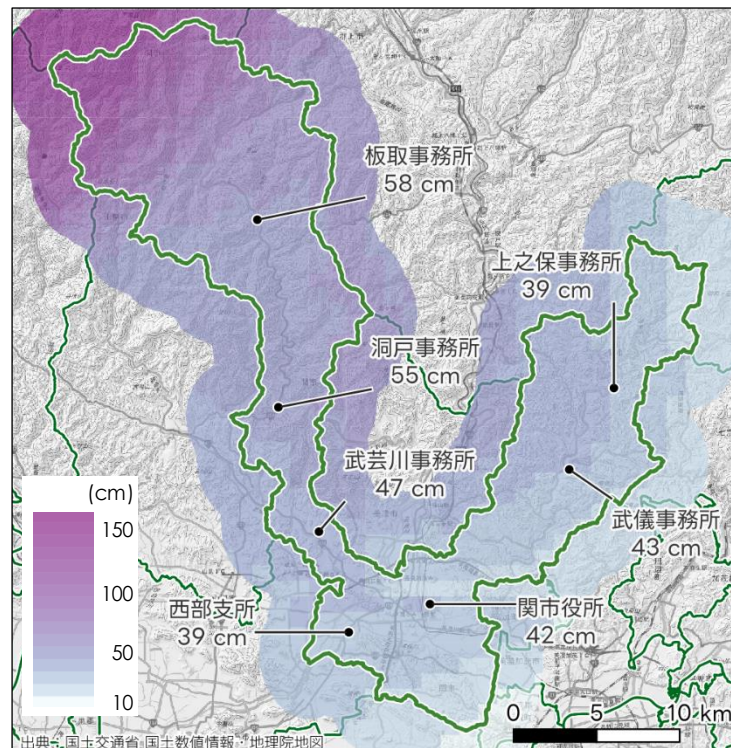 板取事務所
58 cm
上之保事務所
39 cm
洞戸事務所
55 cm
武芸川事務所
47 cm
武儀事務所
43 cm
西部支所
39 cm
関市役所
42 cm
(cm)
150
100
50
10
0 5 10 km
出典:国土交通省 国土数値情報・地理院地図